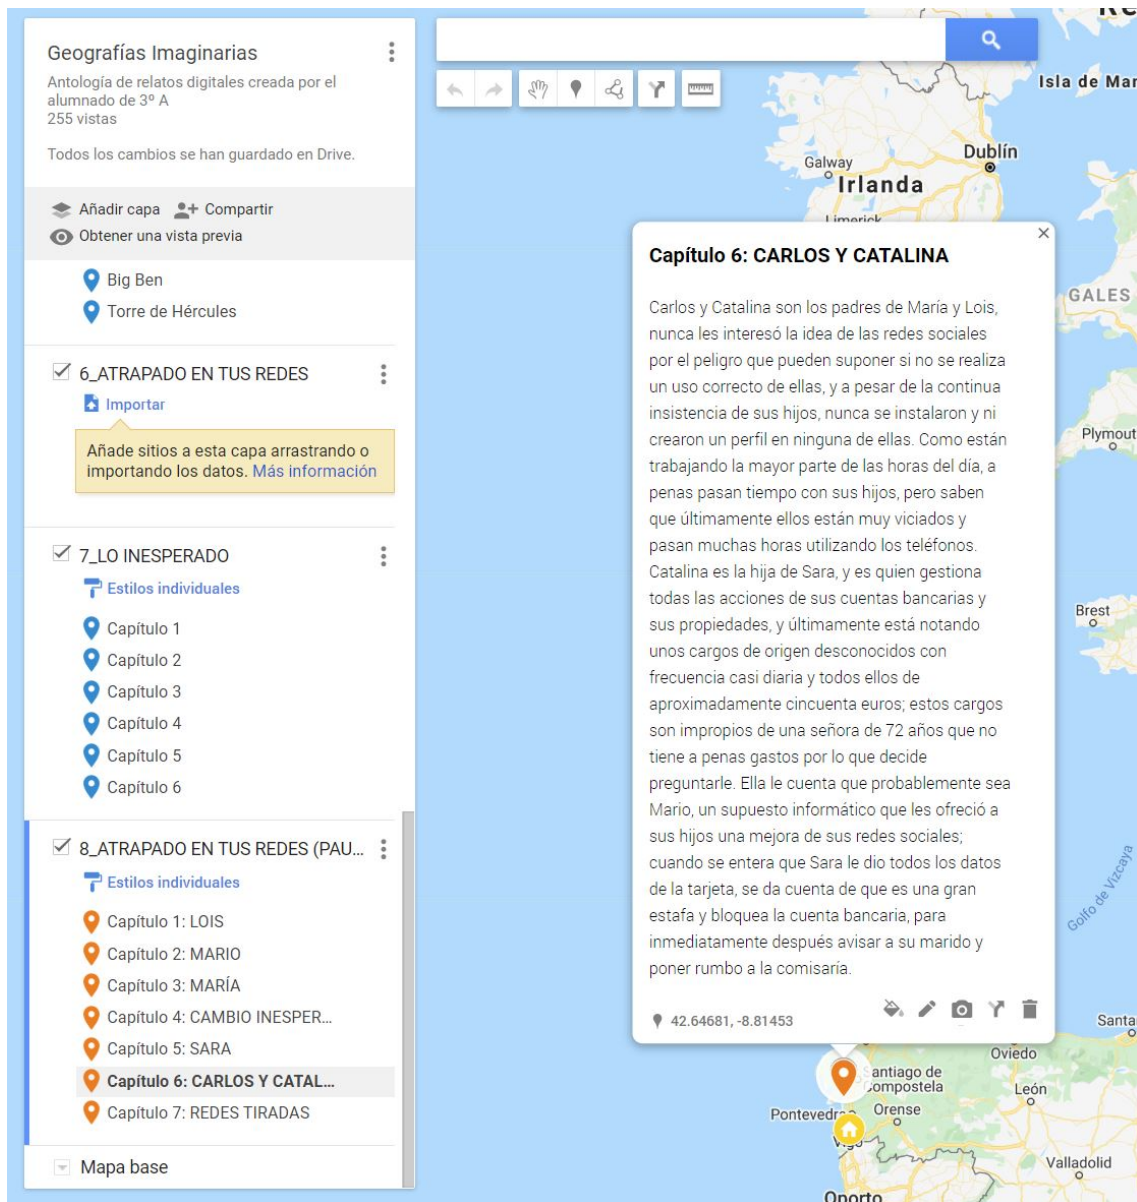 Geografías Imaginarias
Antología de relatos digitales creada por el
alumnado de 3º A
255 vistas
Todos los cambios se han guardado en Drive.
Añadir capa
Compartir
Obtener una vista previa
Big Ben
Torre de Hércules
6_ATRAPADO EN TUS REDES
Importar
Añade sitios a esta capa arrastrando o
importando los datos. Más información
7_LO INESPERADO
Estilos individuales
Capítulo 1
Capítulo 2
Capítulo 3
Capítulo 4
Capítulo 5
Capítulo 6
8_ATRAPADO EN TUS REDES (PAU...
Estilos individuales
Capítulo 1: LOIS
Capítulo 2: MARIO
Capítulo 3: MARÍA
Capítulo 4: CAMBIO INESPER...
Capítulo 5: SARA
Capítulo 6: CARLOS Y CATAL...
Capítulo 7: REDES TIRADAS
Mapa base
Capítulo 6: CARLOS Y CATALINA
Carlos y Catalina son los padres de María y Lois,
nunca les interesó la idea de las redes sociales
por el peligro que pueden suponer si no se realiza
un uso correcto de ellas, y a pesar de la continua
insistencia de sus hijos, nunca se instalaron y ni
crearon un perfil en ninguna de ellas. Como están
trabajando la mayor parte de las horas del día, a
penas pasan tiempo con sus hijos, pero saben
que últimamente ellos están muy viciados y
pasan muchas horas utilizando los teléfonos.
Catalina es la hija de Sara, y es quien gestiona
todas las acciones de sus cuentas bancarias y
sus propiedades, y últimamente está notando
unos cargos de origen desconocidos con
frecuencia casi diaria y todos ellos de
aproximadamente cincuenta euros; estos cargos
son impropios de una señora de 72 años que no
tiene a penas gastos por lo que decide
preguntarle. Ella le cuenta que probablemente sea
Mario, un supuesto informático que les ofreció a
sus hijos una mejora de sus redes sociales;
cuando se entera que Sara le dio todos los datos
de la tarjeta, se da cuenta de que es una gran
estafa y bloquea la cuenta bancaria, para
inmediatamente después avisar a su marido y
poner rumbo a la comisaría.
42.64681, -8.81453
Isla de Mar
Dublín
Galway
Irlanda
Limerick
GALES
Plymout
Brest
Golfo de Vizcaya
Santa
Oviedo
antiago de
Compostela
León
Pontevedr
Orense
Vigo
Valladolid
Oporto